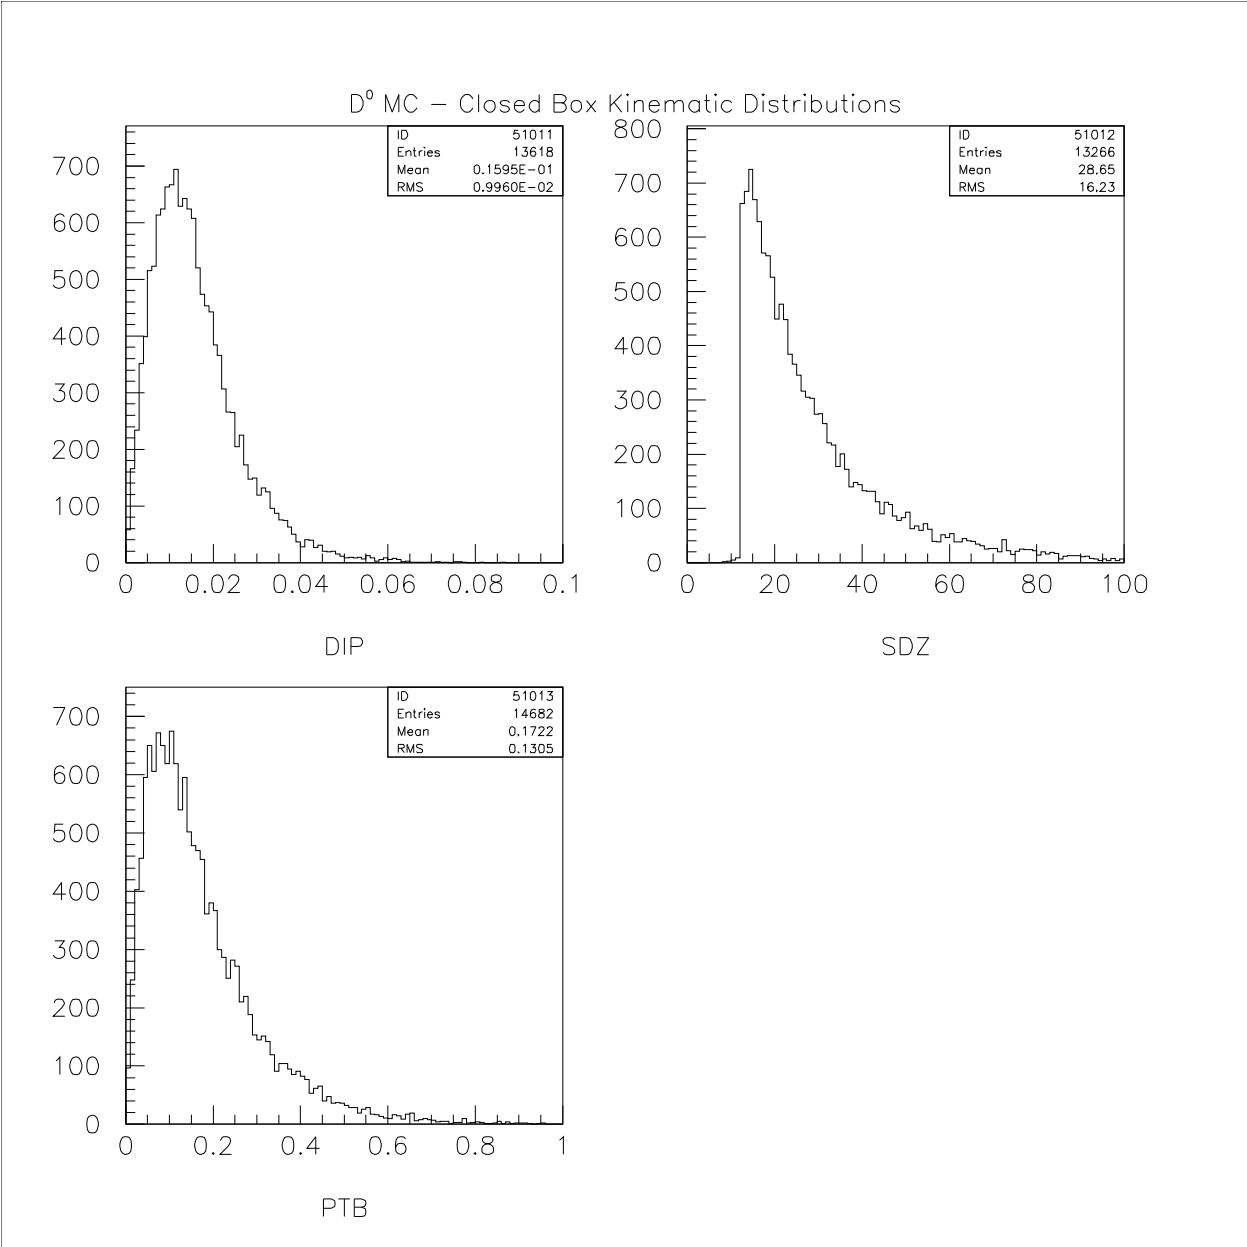 D⁰ MC – Closed Box Kinematic Distributions
ID 51011
Entries 13618
Mean 0.1595E–01
RMS 0.9960E–02
700
600
500
400
300
200
100
0
0 0.02 0.04 0.06 0.08 0.1
DIP
ID 51012
Entries 13266
Mean 28.65
RMS 16.23
800
700
600
500
400
300
200
100
0
0 20 40 60 80 100
SDZ
ID 51013
Entries 14682
Mean 0.1722
RMS 0.1305
700
600
500
400
300
200
100
0
0 0.2 0.4 0.6 0.8 1
PTB